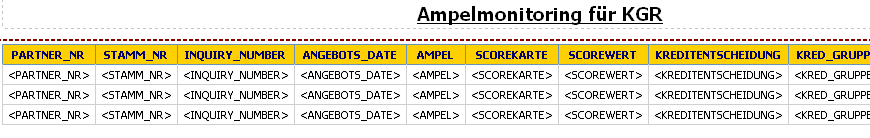 Ampelmonitoring für KGR
PARTNER_NR STAMM_NR INQUIRY_NUMBER ANGEBOTS_DATE AMPEL SCOREKARTE SCOREWERT KREDITENTSCHEIDUNG KRED_GRUPP
<PARTNER_NR> <STAMM_NR> <INQUIRY_NUMBER> <ANGEBOTS_DATE> <AMPEL> <SCOREKARTE> <SCOREWERT> <KREDITENTSCHEIDUNG> <KRED_GRUPPE
<PARTNER_NR> <STAMM_NR> <INQUIRY_NUMBER> <ANGEBOTS_DATE> <AMPEL> <SCOREKARTE> <SCOREWERT> <KREDITENTSCHEIDUNG> <KRED_GRUPPE
<PARTNER_NR> <STAMM_NR> <INQUIRY_NUMBER> <ANGEBOTS_DATE> <AMPEL> <SCOREKARTE> <SCOREWERT> <KREDITENTSCHEIDUNG> <KRED_GRUPPE